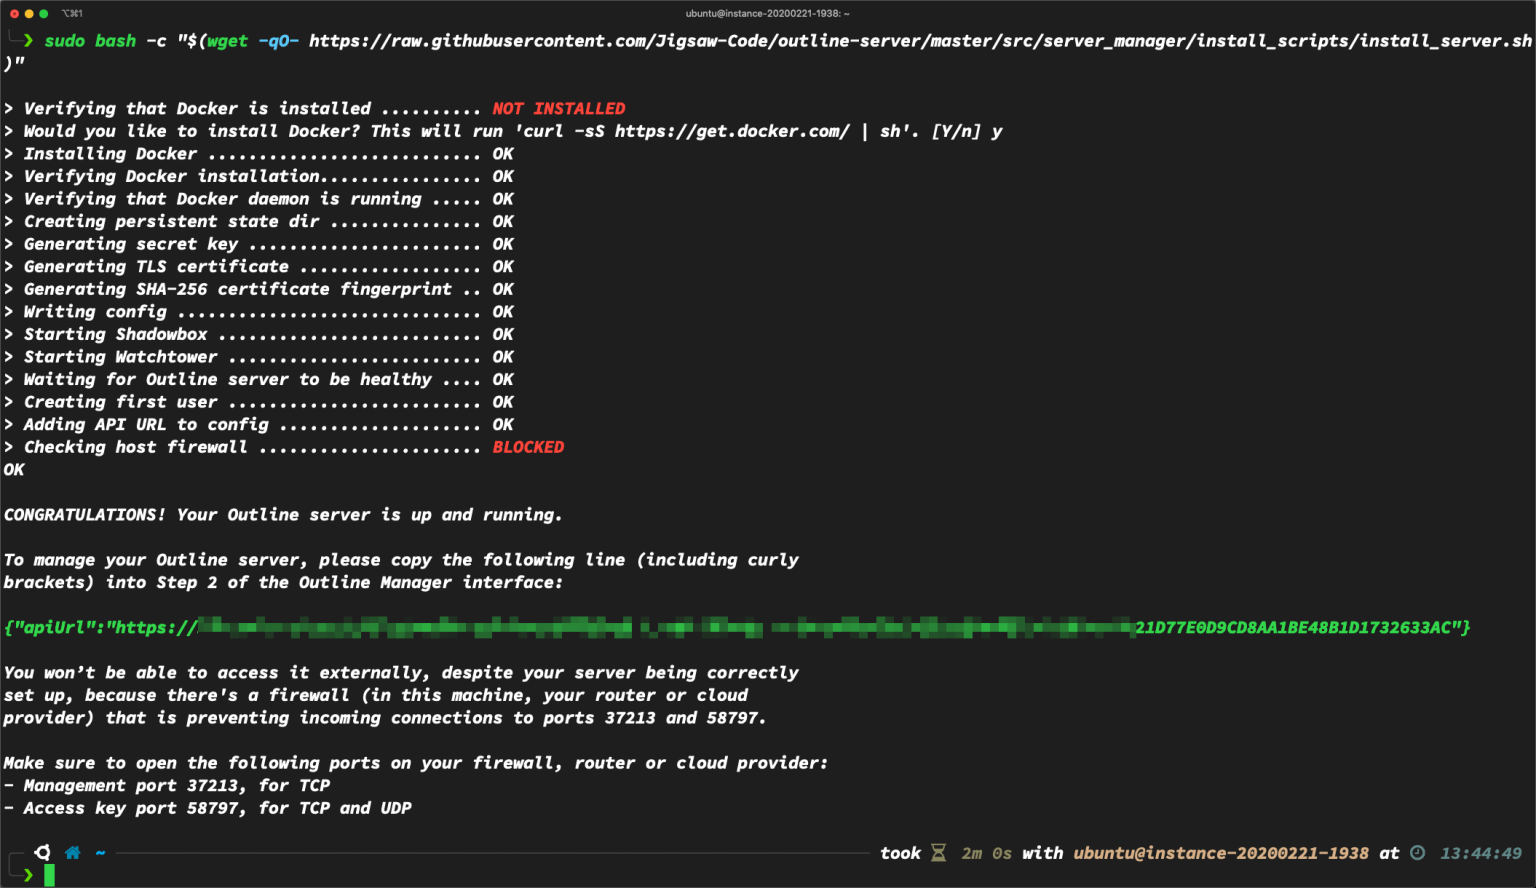 ⌥⌘1
ubuntu@instance-20200221-1938: ~
❯ sudo bash -c "$(wget -qO- https://raw.githubusercontent.com/Jigsaw-Code/outline-server/master/src/server_manager/install_scripts/install_server.sh
)"
> Verifying that Docker is installed .......... NOT INSTALLED
> Would you like to install Docker? This will run 'curl -sS https://get.docker.com/ | sh'. [Y/n] y
> Installing Docker ........................... OK
> Verifying Docker installation................ OK
> Verifying that Docker daemon is running ..... OK
> Creating persistent state dir ............... OK
> Generating secret key ....................... OK
> Generating TLS certificate .................. OK
> Generating SHA-256 certificate fingerprint .. OK
> Writing config .............................. OK
> Starting Shadowbox .......................... OK
> Starting Watchtower ......................... OK
> Waiting for Outline server to be healthy .... OK
> Creating first user ......................... OK
> Adding API URL to config .................... OK
> Checking host firewall ...................... BLOCKED
OK
CONGRATULATIONS! Your Outline server is up and running.
To manage your Outline server, please copy the following line (including curly
brackets) into Step 2 of the Outline Manager interface:
{"apiUrl":"https:// 21D77E0D9CD8AA1BE48B1D1732633AC"}
You won’t be able to access it externally, despite your server being correctly
set up, because there's a firewall (in this machine, your router or cloud
provider) that is preventing incoming connections to ports 37213 and 58797.
Make sure to open the following ports on your firewall, router or cloud provider:
- Management port 37213, for TCP
- Access key port 58797, for TCP and UDP
~ took 2m 0s with ubuntu@instance-20200221-1938 at 13:44:49
❯